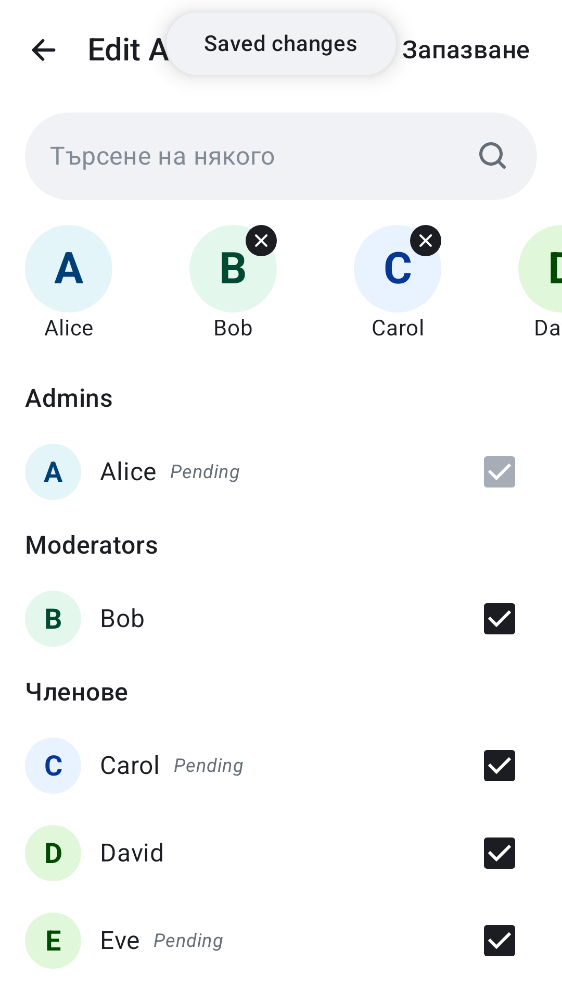 Edit A
Saved changes
Запазване
Търсене на някого
A
B
C
D
Alice
Bob
Carol
Da
Admins
A
Alice Pending
Moderators
B
Bob
Членове
C
Carol Pending
D
David
E
Eve Pending